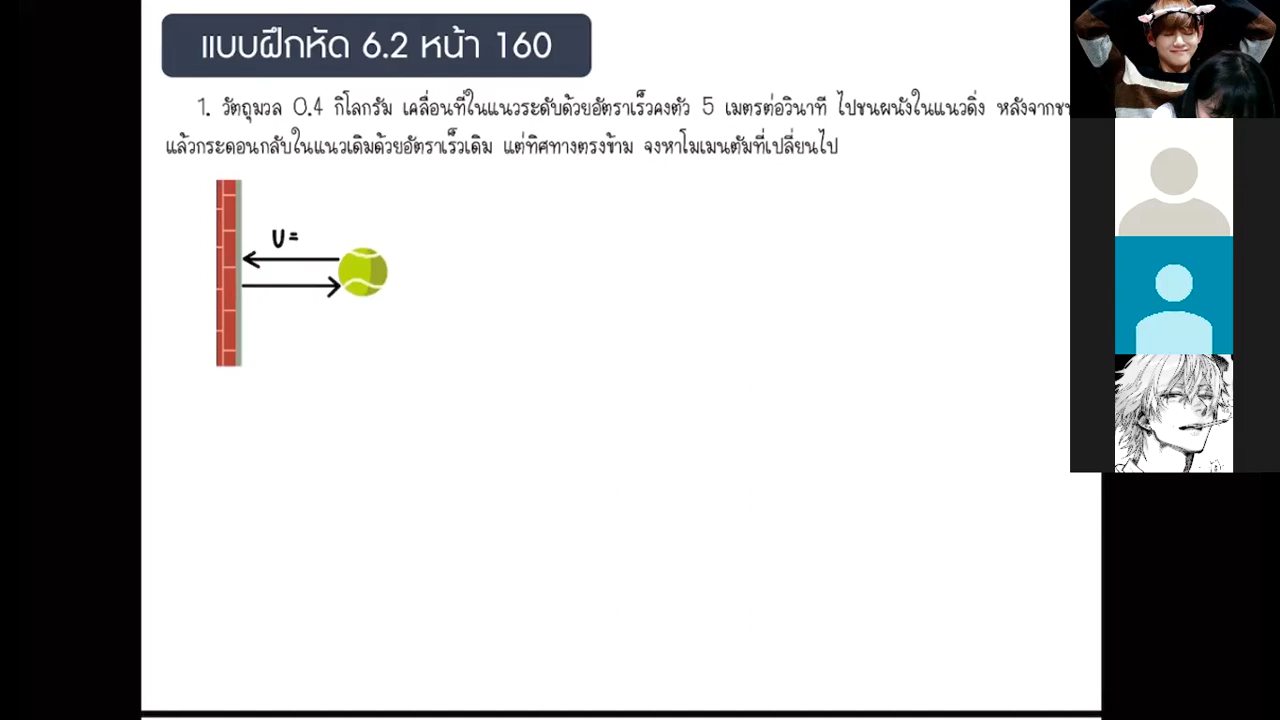 แบบฝึกหัด 6.2 หน้า 160
1. วัตถุมวล 0.4 กิโลกรัม เคลื่อนที่ในแนวระดับด้วยอัตราเร็วคงตัว 5 เมตรต่อวินาที ไปชนผนังในแนวดิ่ง หลังจาก
แล้วกระดอนกลับในแนวเดิมด้วยอัตราเร็วเดิม แต่ทิศทางตรงข้าม จงหาโมเมนตัมที่เปลี่ยนไป
U=